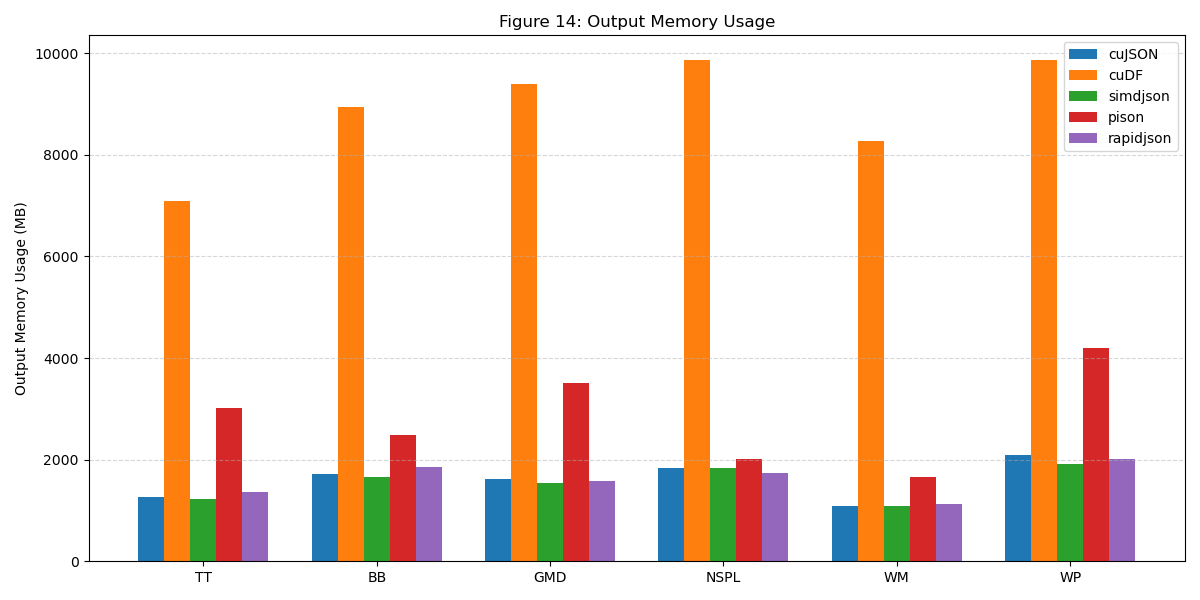 Figure 14: Output Memory Usage
cuJSON
cuDF
simdjson
pison
rapidjson
Output Memory Usage (MB)
10000
8000
6000
4000
2000
0
TT BB GMD NSPL WM WP